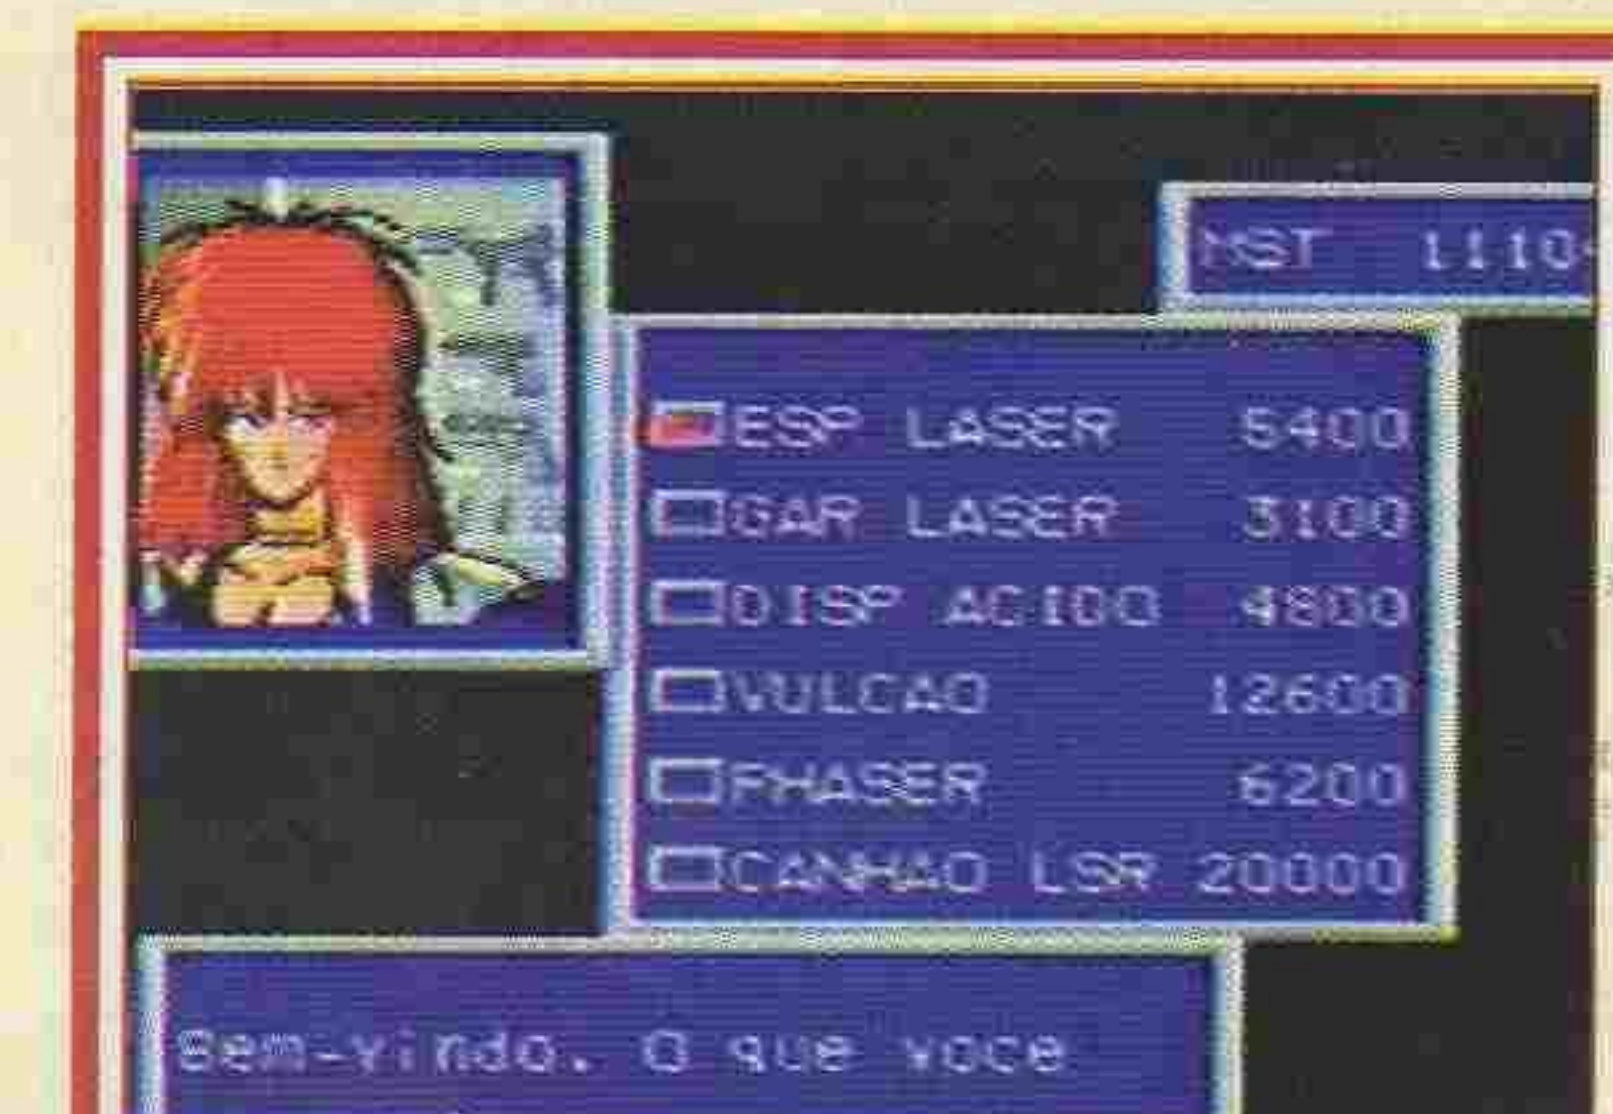 MST 1110
ESP LASER 5400
GAR LASER 3100
DISP ACIDO 4800
VULCAO 12600
PHASER 6200
CANHAO LSR 20000
Bem-vindo. O que voce